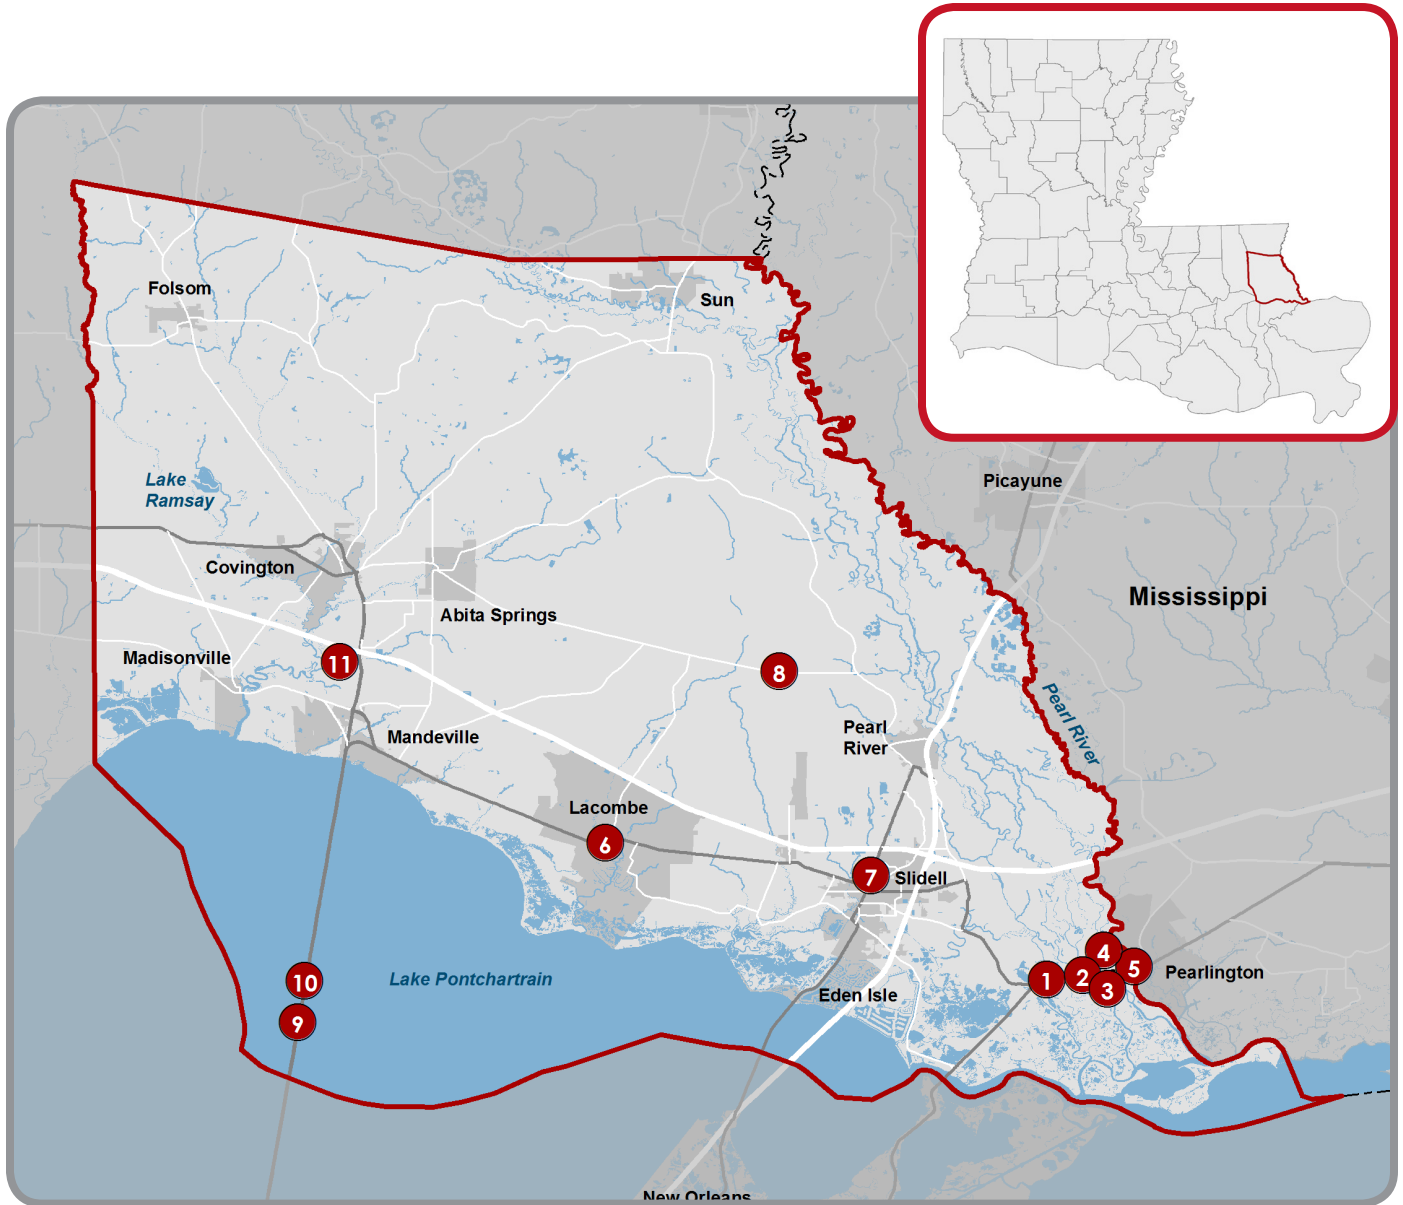 Folsom
Sun
Lake
Ramsay
Picayune
Covington
Abita Springs
Mississippi
Madisonville
11
8
Pearl River
Pearl
River
Mandeville
Lacombe
6
7
Slidell
4
5
Pearlington
1
2
3
10
Lake Pontchartrain
Eden Isle
9
New Orleans